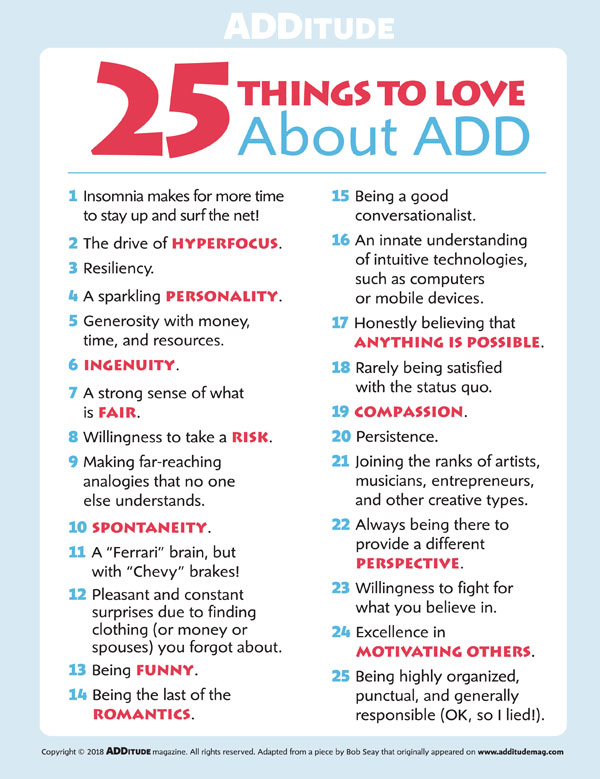 ADDITUDE
25 THINGS TO LOVE
About ADD
1 Insomnia makes for more time
to stay up and surf the net!
2 The drive of HYPERFOCUS.
3 Resiliency.
4 A sparkling PERSONALITY.
5 Generosity with money,
time, and resources.
6 INGENUITY.
7 A strong sense of what
is FAIR.
8 Willingness to take a RISK.
9 Making far-reaching
analogies that no one
else understands.
10 SPONTANEITY.
11 A “Ferrari” brain, but
with “Chevy” brakes!
12 Pleasant and constant
surprises due to finding
clothing (or money or
spouses) you forgot about.
13 Being FUNNY.
14 Being the last of the
ROMANTICS.
15 Being a good
conversationalist.
16 An innate understanding
of intuitive technologies,
such as computers
or mobile devices.
17 Honestly believing that
ANYTHING IS POSSIBLE.
18 Rarely being satisfied
with the status quo.
19 COMPASSION.
20 Persistence.
21 Joining the ranks of artists,
musicians, entrepreneurs,
and other creative types.
22 Always being there to
provide a different
PERSPECTIVE.
23 Willingness to fight for
what you believe in.
24 Excellence in
MOTIVATING OTHERS.
25 Being highly organized,
punctual, and generally
responsible (OK, so I lied!).
Copyright © 2018 ADDITUDE magazine. All rights reserved. Adapted from a piece by Bob Seay that originally appeared on www.additudemag.com